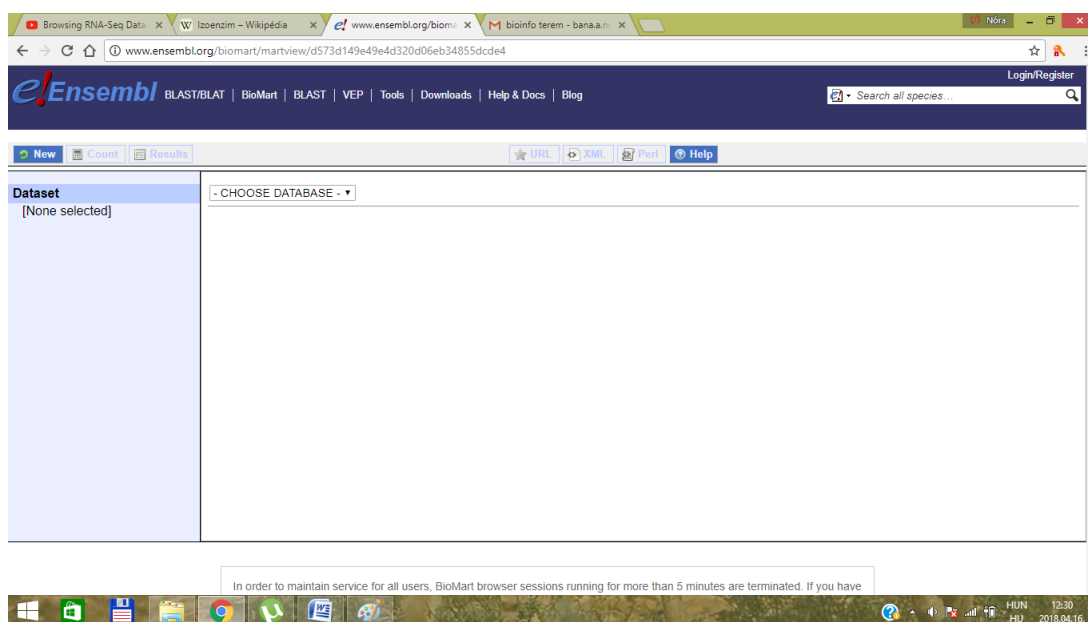 Browsing RNA-Seq Data
W Izoenzim – Wikipédia
e! www.ensembl.org/bioma
M bioinfo terem - bana.a.n
Nóra
www.ensembl.org/biomart/martview/d573d149e49e4d320d06eb34855dcde4
Login/Register
e!Ensembl BLAST/BLAT | BioMart | BLAST | VEP | Tools | Downloads | Help & Docs | Blog
e! Search all species...
New Count Results URL XML Perl Help
Dataset
[None selected]
- CHOOSE DATABASE -
In order to maintain service for all users, BioMart browser sessions running for more than 5 minutes are terminated. If you have
HUN 12:30
HU 2018.04.16.